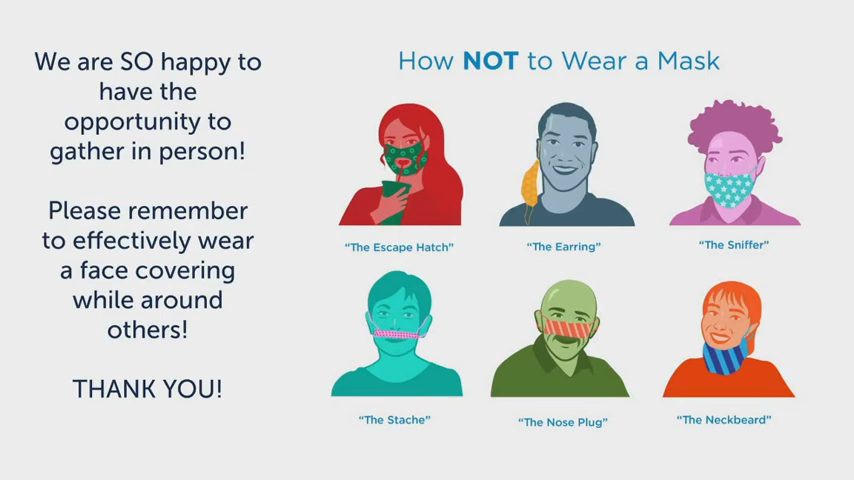 We are SO happy to
have the
opportunity to
gather in person!
Please remember
to effectively wear
a face covering
while around
others!
THANK YOU!
How NOT to Wear a Mask
“The Escape Hatch”
“The Earring”
“The Sniffer”
“The Stache”
“The Nose Plug”
“The Neckbeard”